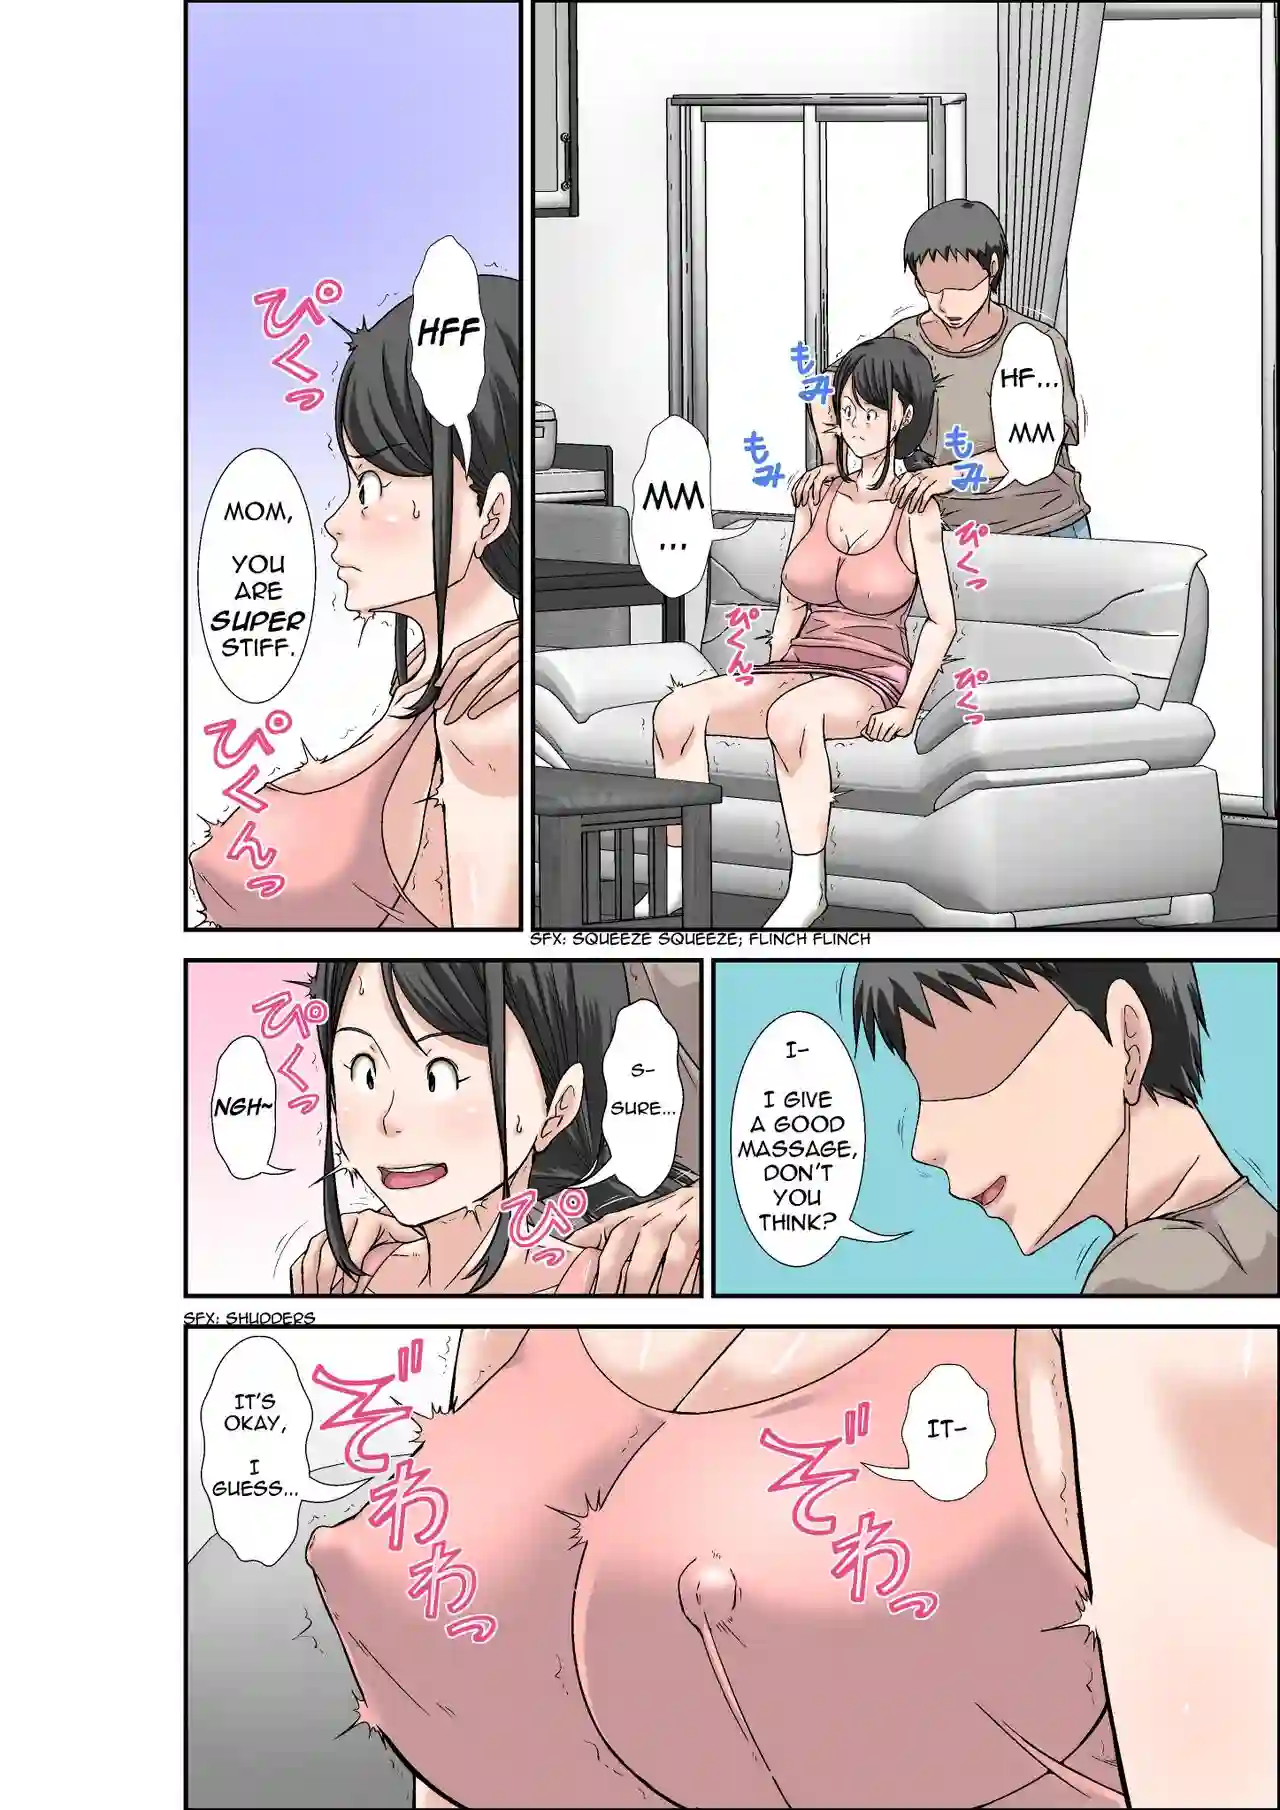 HF...
MM
もみ
もみ
もみ
MM
...
ぴくっ
ぴくんっ
ぴくっ
SFX: SQUEEZE SQUEEZE; FLINCH FLINCH
HFF
ぴくっ
MOM,
YOU
ARE
SUPER
STIFF.
ぴくんっ
I-
I GIVE
A GOOD
MASSAGE,
DON'T
YOU
THINK?
S-
SURE...
ぴくっ
NGH~
ぴっ
SFX: SHUDDERS
IT-
ぞわわっ
IT'S
OKAY,
I
GUESS...
ぞわわっ